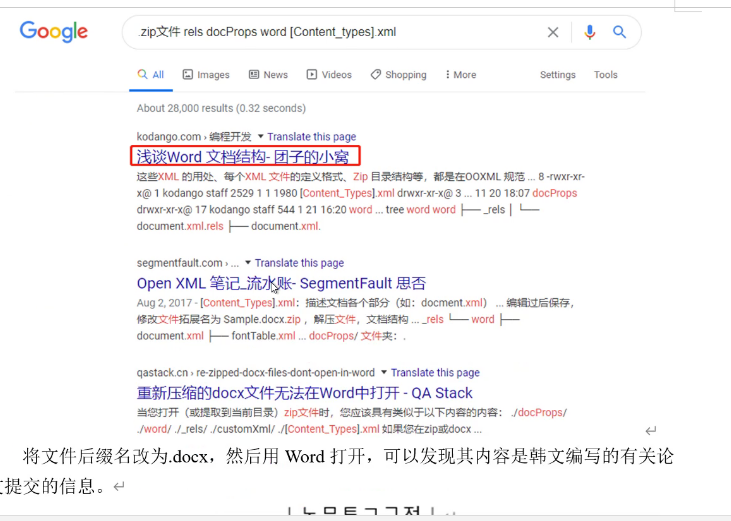 Google
.zip文件 rels docProps word [Content_types].xml
All Images News Videos Shopping More Settings Tools
About 28,000 results (0.32 seconds)
kodango.com › 编程开发 Translate this page
浅谈Word 文档结构- 团子的小窝
这些XML 的用处、每个XML 文件的定义格式、Zip 目录结构等，都是在OOXML 规范 ... 8 -rwxr-xr-
x@ 1 kodango staff 2529 1 1 1980 [Content_Types].xml drwxr-xr-x@ 3 ... 11 20 18:07 docProps
drwxr-xr-x@ 17 kodango staff 544 1 21 16:20 word ... tree word word ├── _rels │ └──
document.xml.rels ├── document.xml.
segmentfault.com › ... Translate this page
Open XML 笔记_流水账- SegmentFault 思否
Aug 2, 2017 - [Content_Types].xml：描述文档各个部分（如：docment.xml） ... 编辑过后保存，
修改文件拓展名为 Sample.docx.zip ，解压文件，文档结构 ... _rels └── word ├──
document.xml ├── fontTable.xml ... docProps/ 文件夹：.
qastack.cn › re-zipped-docx-files-dont-open-in-word Translate this page
重新压缩的docx文件无法在Word中打开 - QA Stack
当您打开（或提取到当前目录）zip文件时，您应该具有类似于以下内容的内容： ./docProps/
./word/ ./_rels/ ./customXml/ ./[Content_Types].xml 如果您在zip或docx ...
将文件后缀名改为.docx，然后用 Word 打开，可以发现其内容是韩文编写的有关论
文提交的信息。